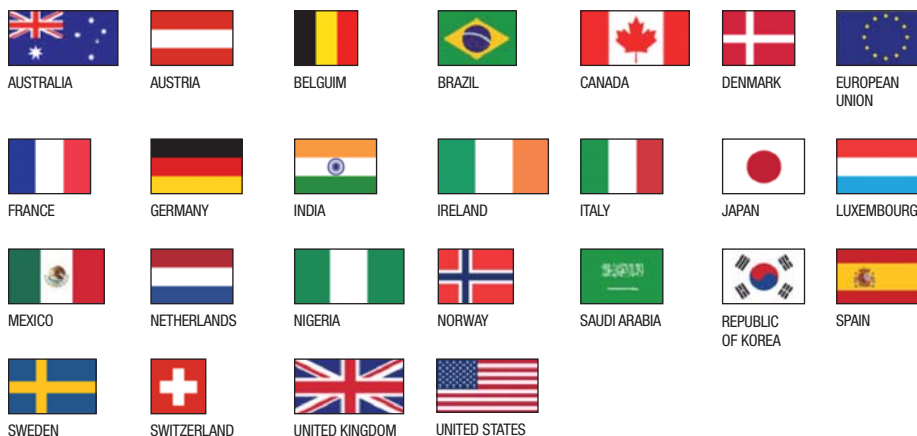 AUSTRALIA
AUSTRIA
BELGUIM
BRAZIL
CANADA
DENMARK
EUROPEAN
UNION
FRANCE
GERMANY
INDIA
IRELAND
ITALY
JAPAN
LUXEMBOURG
MEXICO
NETHERLANDS
NIGERIA
NORWAY
SAUDI ARABIA
REPUBLIC
OF KOREA
SPAIN
SWEDEN
SWITZERLAND
UNITED KINGDOM
UNITED STATES